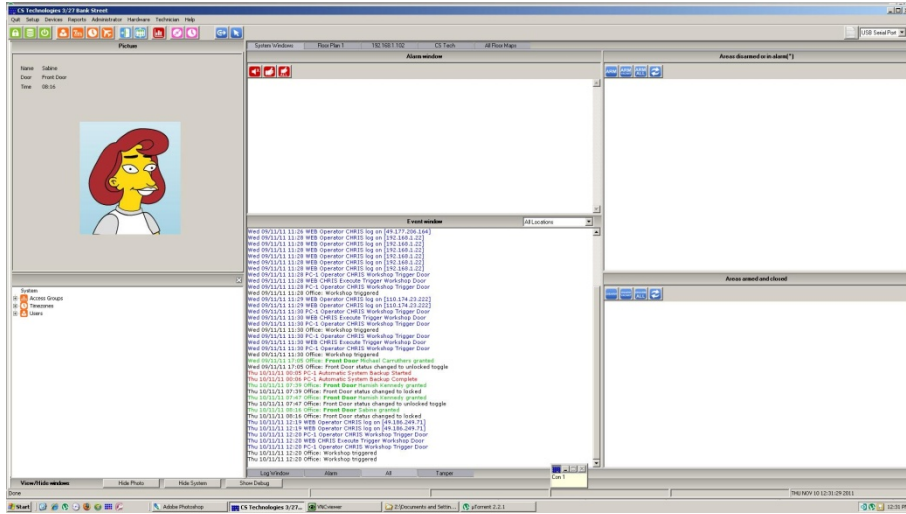 CS Technologies 3/27 Bank Street
Quit Setup Devices Reports Administrator Hardware Technician Help
USB Serial Port
Picture
System Windows Floor Plan 1 192.168.1.102 CS Tech All Floor Maps
Alarm window
Areas disarmed or in alarm(*)
Name Sabine
Door Front Door
Time 08:16
Event window
All Locations
Wed 09/11/11 11:26 WEB Operator CHRIS log on [49.177.206.164]
Wed 09/11/11 11:28 WEB Operator CHRIS log on [192.168.1.22]
Wed 09/11/11 11:28 WEB Operator CHRIS log on [192.168.1.22]
Wed 09/11/11 11:28 WEB Operator CHRIS log on [192.168.1.22]
Wed 09/11/11 11:28 WEB Operator CHRIS log on [192.168.1.22]
Wed 09/11/11 11:28 WEB Operator CHRIS log on [192.168.1.22]
Wed 09/11/11 11:28 WEB Operator CHRIS log on [192.168.1.22]
Wed 09/11/11 11:28 PC-1 Operator CHRIS Workshop Trigger Door
Wed 09/11/11 11:28 WEB CHRIS Execute Trigger Workshop Door
Wed 09/11/11 11:28 PC-1 Operator CHRIS Workshop Trigger Door
Wed 09/11/11 11:28 Office: Workshop triggered
Wed 09/11/11 11:29 WEB Operator CHRIS log on [110.174.23.222]
Wed 09/11/11 11:30 WEB Operator CHRIS log on [110.174.23.222]
Wed 09/11/11 11:30 PC-1 Operator CHRIS Workshop Trigger Door
Wed 09/11/11 11:30 WEB CHRIS Execute Trigger Workshop Door
Wed 09/11/11 11:30 PC-1 Operator CHRIS Workshop Trigger Door
Wed 09/11/11 11:30 Office: Workshop triggered
Wed 09/11/11 11:30 PC-1 Operator CHRIS Workshop Trigger Door
Wed 09/11/11 11:30 WEB CHRIS Execute Trigger Workshop Door
Wed 09/11/11 11:30 PC-1 Operator CHRIS Workshop Trigger Door
Wed 09/11/11 11:30 Office: Workshop triggered
Wed 09/11/11 17:05 Office: Front Door Michael Carruthers granted
Wed 09/11/11 17:05 Office: Front Door status changed to unlocked toggle
Thu 10/11/11 00:05 PC-1 Automatic System Backup Started
Thu 10/11/11 00:06 PC-1 Automatic System Backup Complete
Thu 10/11/11 07:39 Office: Front Door Hamish Kennedy granted
Thu 10/11/11 07:39 Office: Front Door status changed to locked
Thu 10/11/11 07:47 Office: Front Door Hamish Kennedy granted
Thu 10/11/11 07:47 Office: Front Door status changed to unlocked toggle
Thu 10/11/11 08:16 Office: Front Door Sabine granted
Thu 10/11/11 08:16 Office: Front Door status changed to locked
Thu 10/11/11 12:19 WEB Operator CHRIS log on [49.186.249.71]
Thu 10/11/11 12:19 WEB Operator CHRIS log on [49.186.249.71]
Thu 10/11/11 12:20 PC-1 Operator CHRIS Workshop Trigger Door
Thu 10/11/11 12:20 WEB CHRIS Execute Trigger Workshop Door
Thu 10/11/11 12:20 PC-1 Operator CHRIS Workshop Trigger Door
Thu 10/11/11 12:20 Office: Workshop triggered
Thu 10/11/11 12:20 Office: Workshop triggered
Areas armed and closed
System
Access Groups
Timezones
Users
Log Window Alarm All Tamper
Con 1
View/Hide windows Hide Photo Hide System Show Debug
Done
THU NOV 10 12:31:29 2011
Start Adobe Photoshop CS Technologies 3/27... VNCviewer Z:\Documents and Settin... µTorrent 2.2.1 12:31 PM